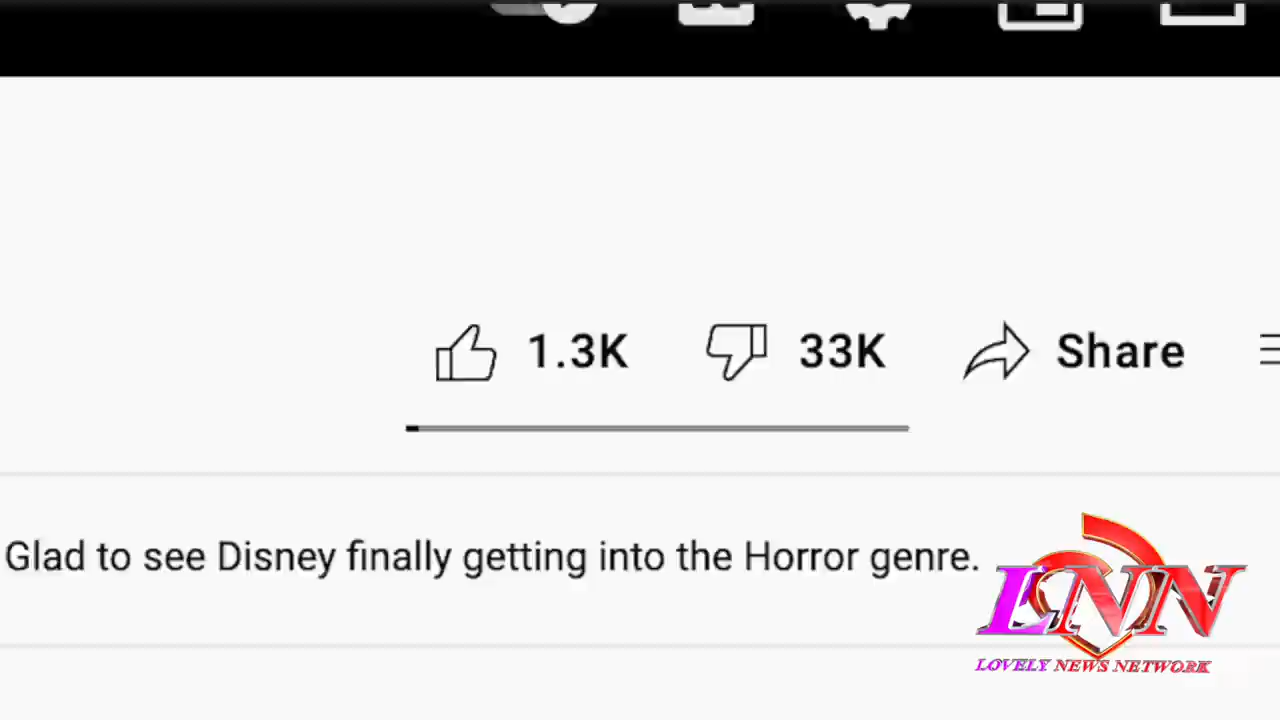 1.3K 33K Share
Glad to see Disney finally getting into the Horror genre.
LNN
LOVELY NEWS NETWORK